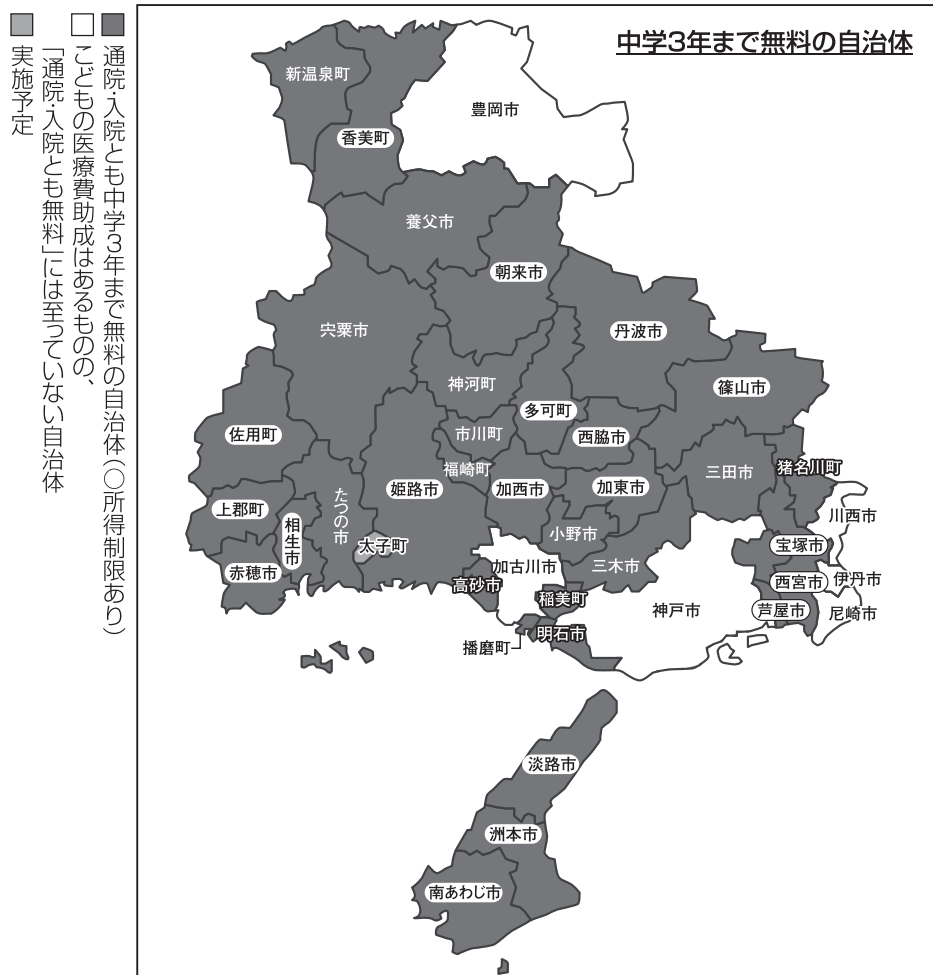 中学3年まで無料の自治体
通院・入院とも中学3年まで無料の自治体(○所得制限あり)
こどもの医療費助成はあるものの、
「通院・入院とも無料」には至っていない自治体
実施予定
新温泉町
豊岡市
香美町
養父市
朝来市
宍粟市
丹波市
神河町
篠山市
多可町
佐用町
市川町
西脇市
福崎町
三田市
猪名川町
姫路市
加西市
加東市
たつの市
上郡町
相生市
川西市
小野市
太子町
宝塚市
加古川市
三木市
赤穂市
西宮市
伊丹市
高砂市
稲美町
神戸市
芦屋市
尼崎市
明石市
播磨町
淡路市
洲本市
南あわじ市